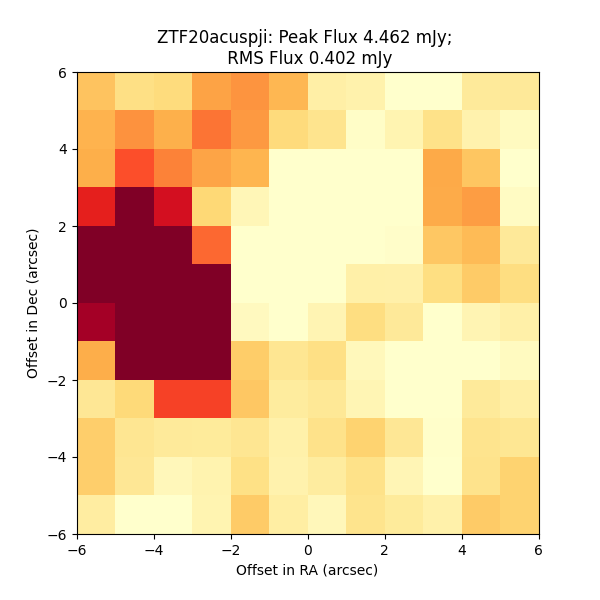 ZTF20acuspji: Peak Flux 4.462 mJy;
RMS Flux 0.402 mJy
6
4
2
0
−2
−4
−6
Offset in Dec (arcsec)
−6 −4 −2 0 2 4 6
Offset in RA (arcsec)